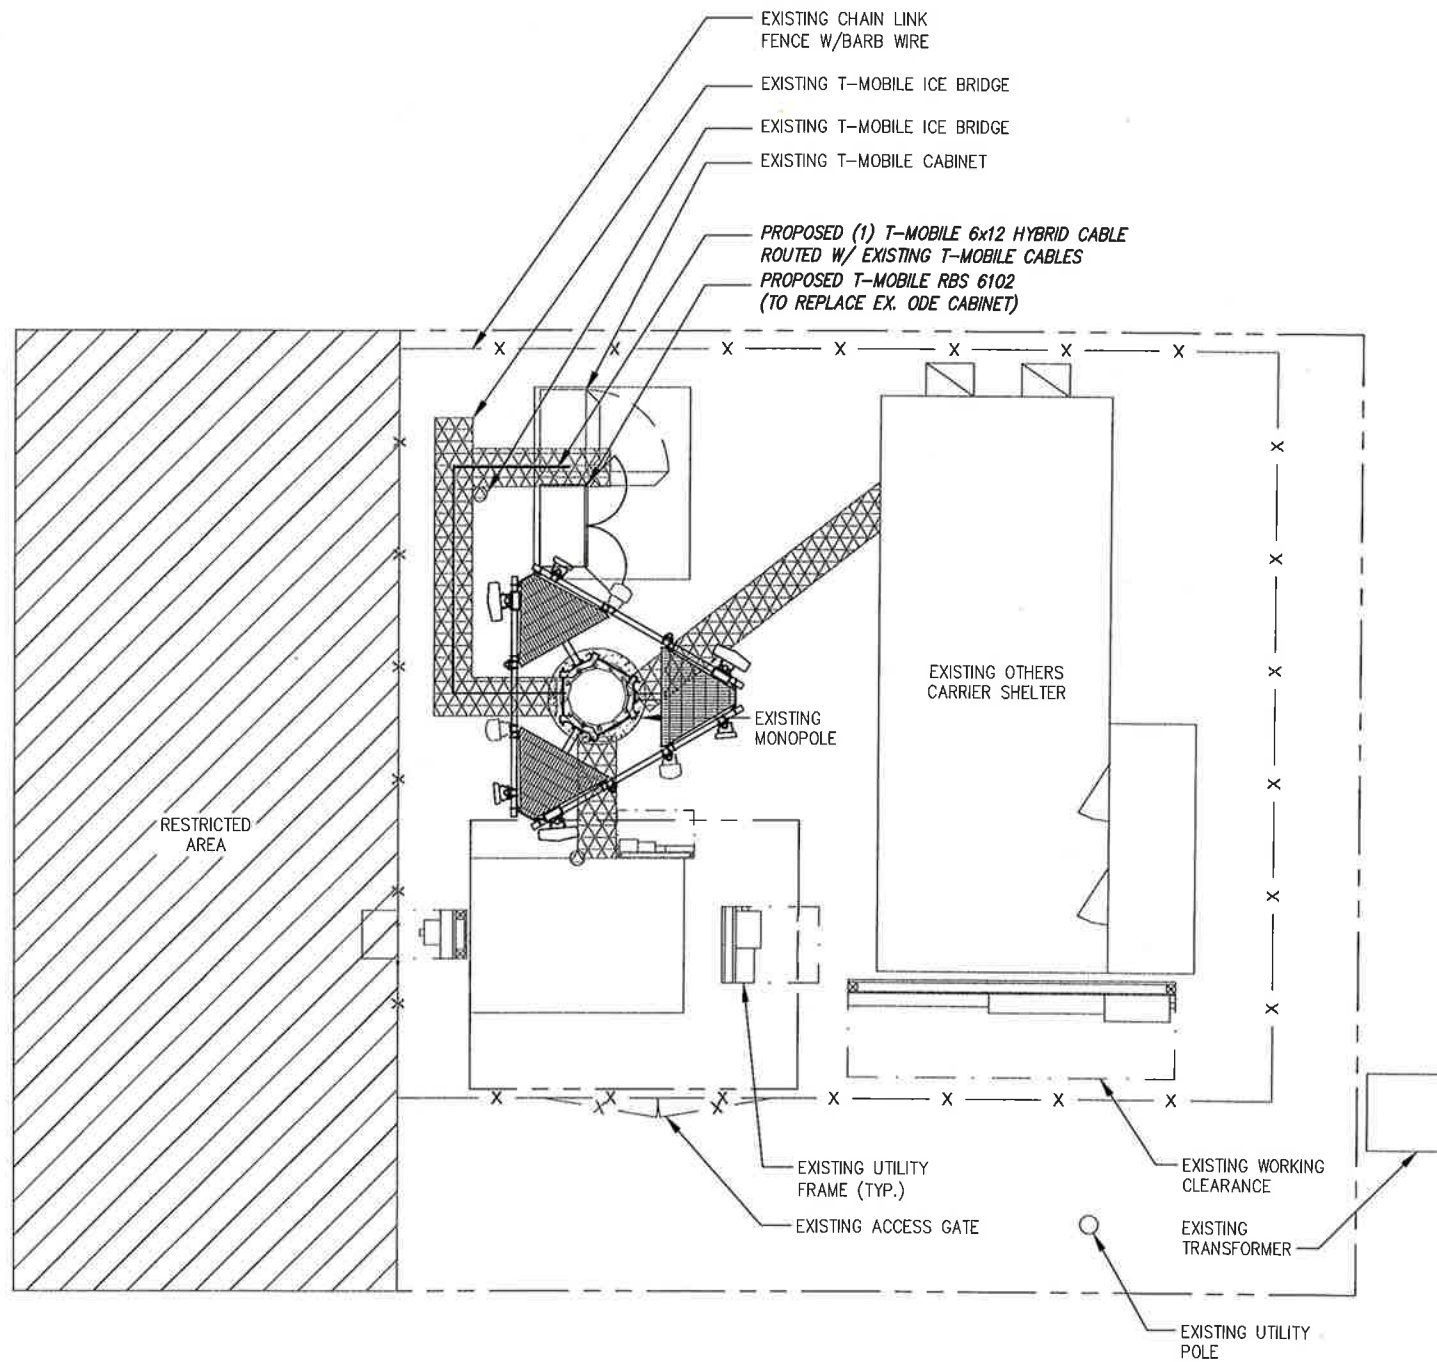 EXISTING CHAIN LINK
FENCE W/BARB WIRE
EXISTING T-MOBILE ICE BRIDGE
EXISTING T-MOBILE ICE BRIDGE
EXISTING T-MOBILE CABINET
PROPOSED (1) T-MOBILE 6x12 HYBRID CABLE
ROUTED W/ EXISTING T-MOBILE CABLES
PROPOSED T-MOBILE RBS 6102
(TO REPLACE EX. ODE CABINET)
EXISTING OTHERS
CARRIER SHELTER
EXISTING
MONOPOLE
RESTRICTED
AREA
EXISTING UTILITY
FRAME (TYP.)
EXISTING ACCESS GATE
EXISTING WORKING
CLEARANCE
EXISTING
TRANSFORMER
EXISTING UTILITY
POLE